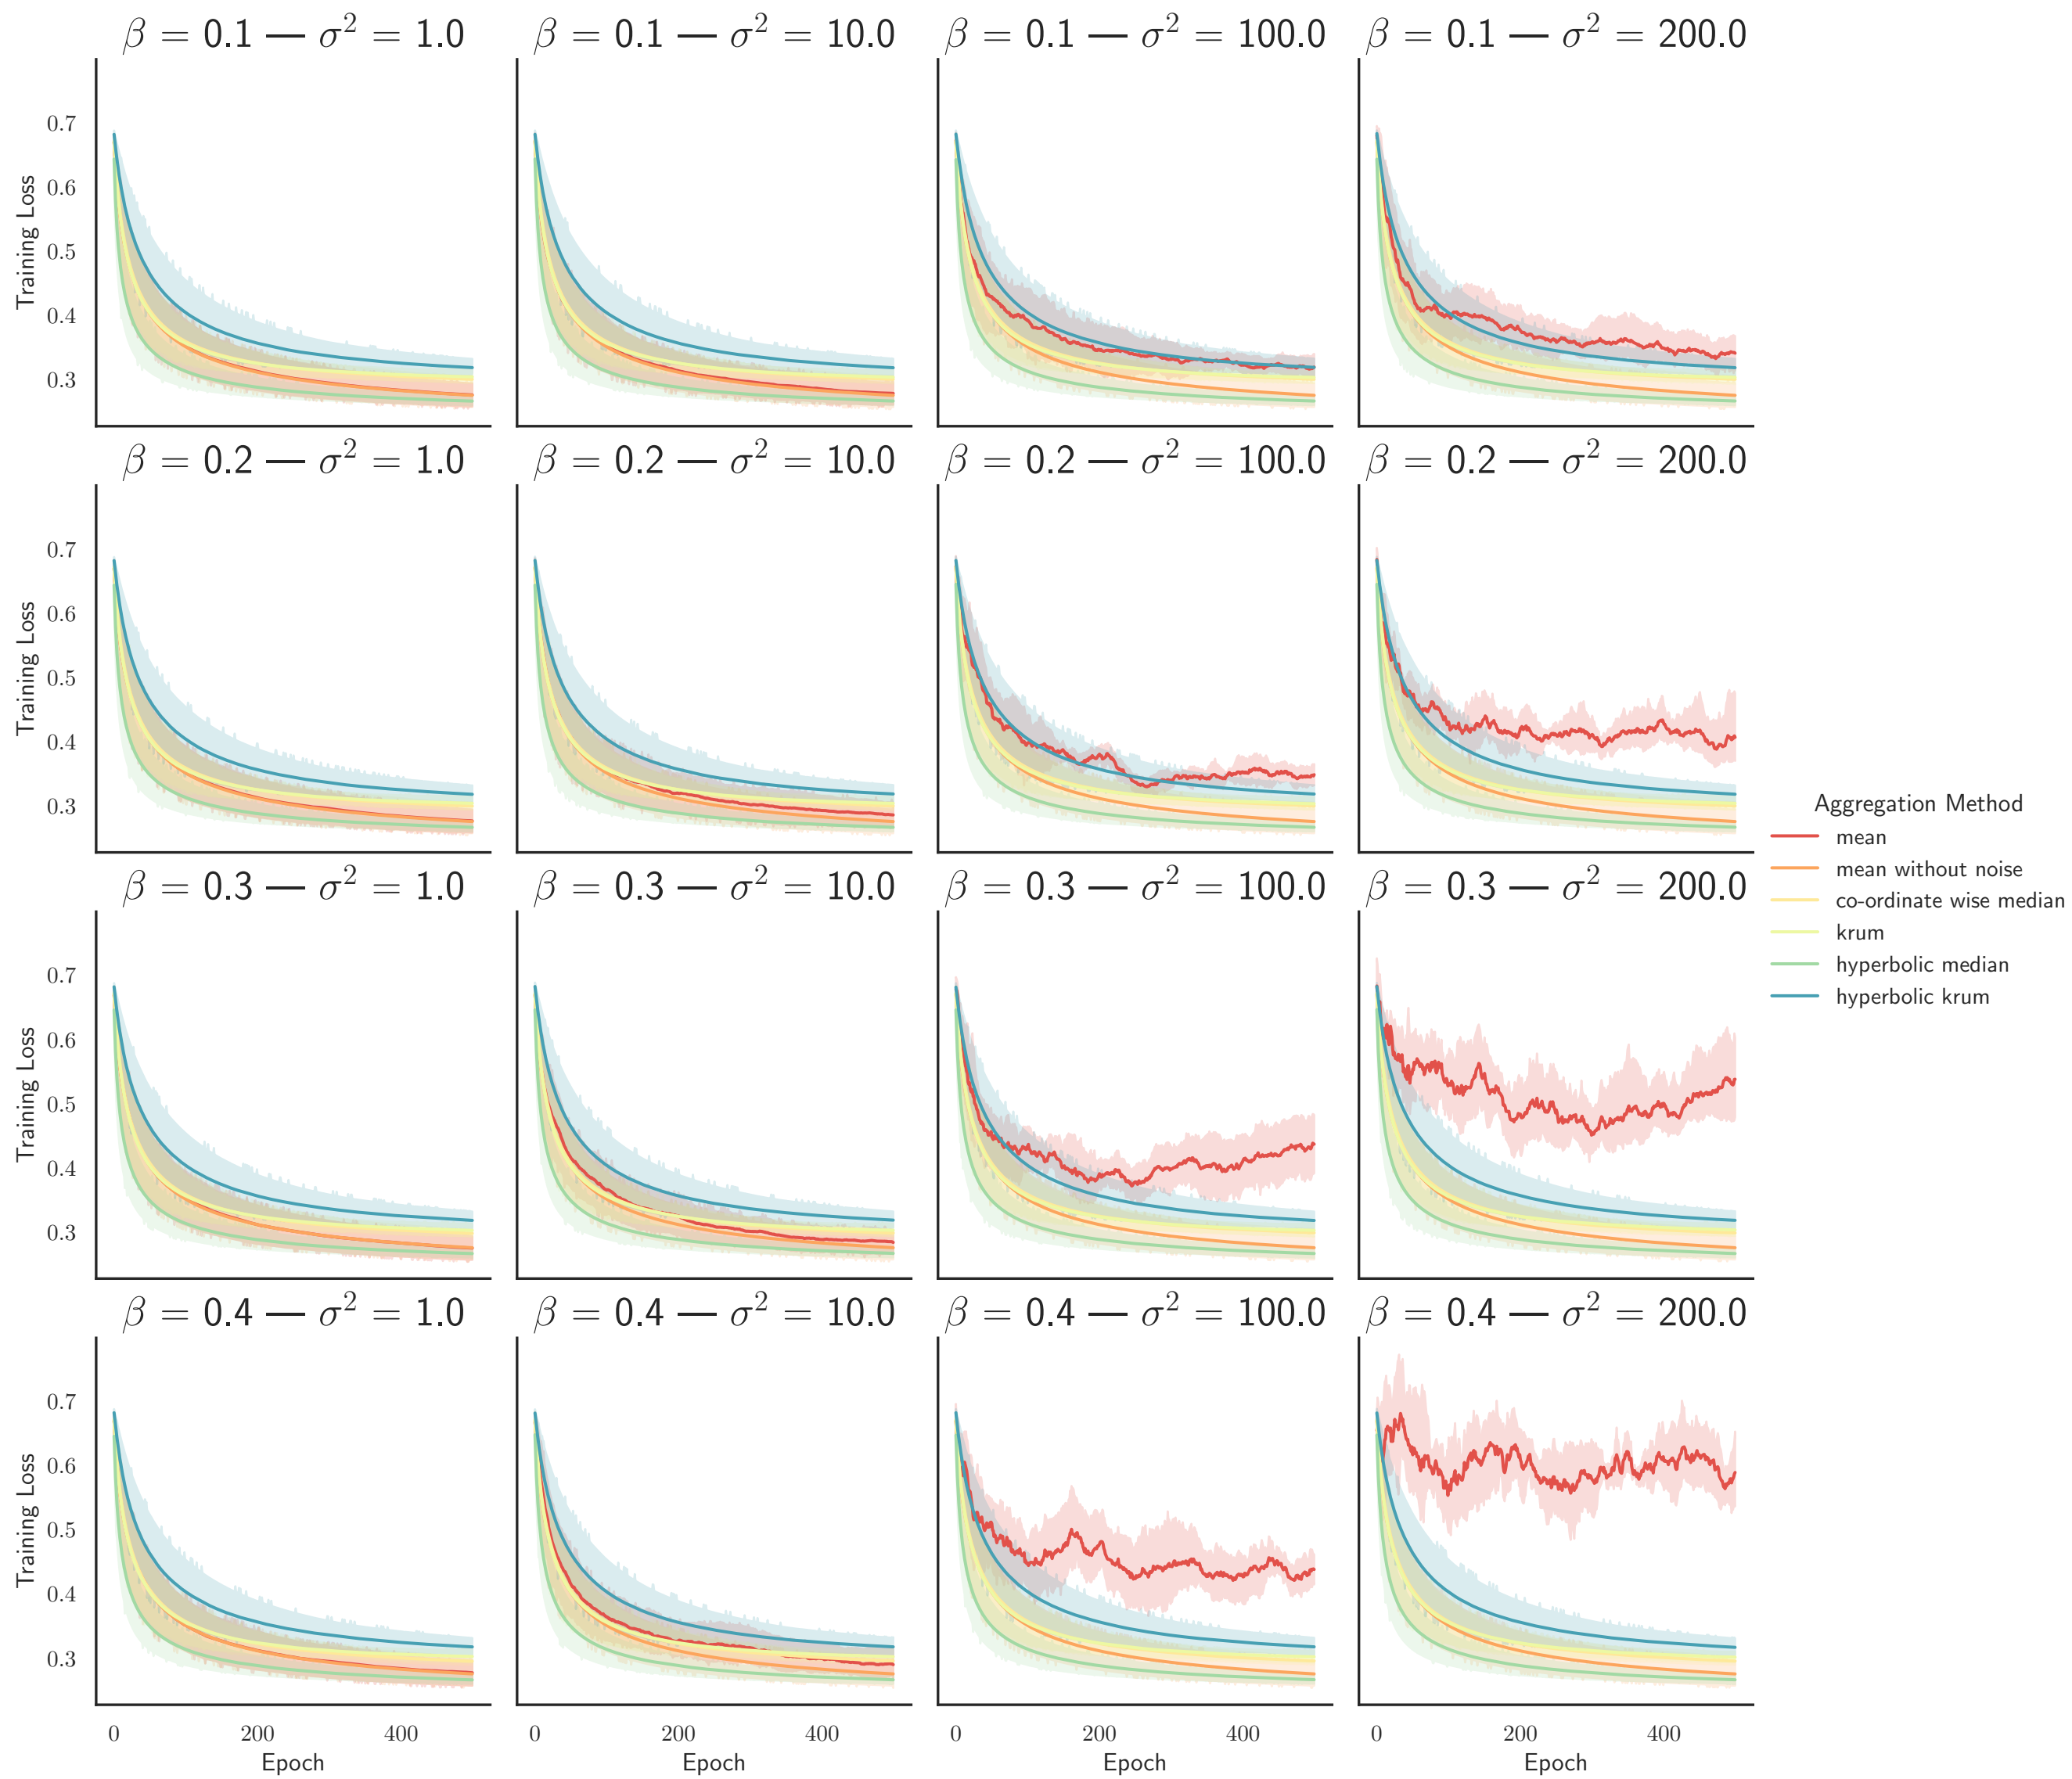 β = 0.1 — σ² = 1.0
β = 0.1 — σ² = 10.0
β = 0.1 — σ² = 100.0
β = 0.1 — σ² = 200.0
Training Loss
0.7
0.6
0.5
0.4
0.3
β = 0.2 — σ² = 1.0
β = 0.2 — σ² = 10.0
β = 0.2 — σ² = 100.0
β = 0.2 — σ² = 200.0
Training Loss
0.7
0.6
0.5
0.4
0.3
Aggregation Method
mean
mean without noise
co-ordinate wise median
krum
hyperbolic median
hyperbolic krum
β = 0.3 — σ² = 1.0
β = 0.3 — σ² = 10.0
β = 0.3 — σ² = 100.0
β = 0.3 — σ² = 200.0
Training Loss
0.7
0.6
0.5
0.4
0.3
β = 0.4 — σ² = 1.0
β = 0.4 — σ² = 10.0
β = 0.4 — σ² = 100.0
β = 0.4 — σ² = 200.0
Training Loss
0.7
0.6
0.5
0.4
0.3
0 200 400
0 200 400
0 200 400
0 200 400
Epoch
Epoch
Epoch
Epoch